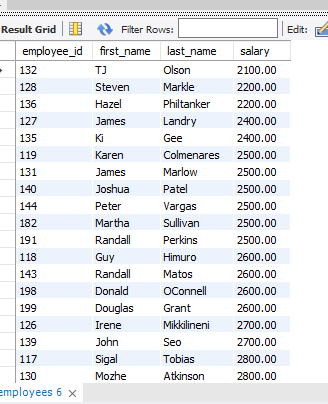 Result Grid Filter Rows: Edit:
employee_id first_name last_name salary
132 TJ Olson 2100.00
128 Steven Markle 2200.00
136 Hazel Philtanker 2200.00
127 James Landry 2400.00
135 Ki Gee 2400.00
119 Karen Colmenares 2500.00
131 James Marlow 2500.00
140 Joshua Patel 2500.00
144 Peter Vargas 2500.00
182 Martha Sullivan 2500.00
191 Randall Perkins 2500.00
118 Guy Himuro 2600.00
143 Randall Matos 2600.00
198 Donald OConnell 2600.00
199 Douglas Grant 2600.00
126 Irene Mikkilineni 2700.00
139 John Seo 2700.00
117 Sigal Tobias 2800.00
130 Mozhe Atkinson 2800.00
employees 6